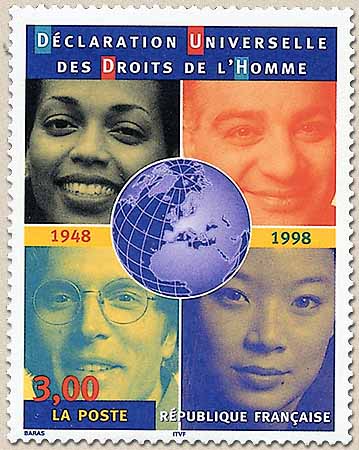 DÉCLARATION UNIVERSELLE
DES DROITS DE L'HOMME
1948 1998
3,00
LA POSTE RÉPUBLIQUE FRANÇAISE
BARAS ITVF